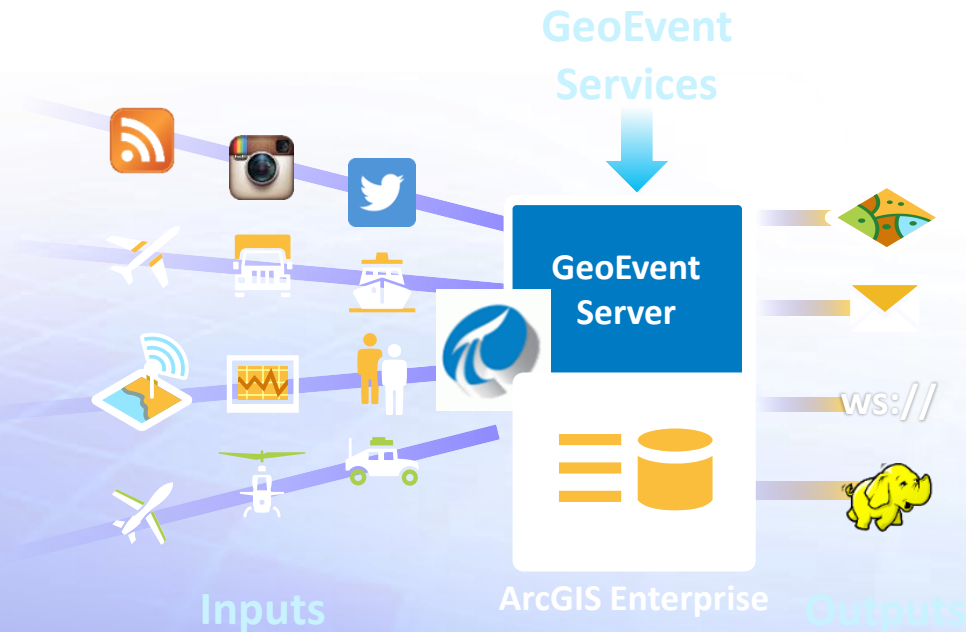 GeoEvent
Services
GeoEvent
Server
ws://
Inputs
ArcGIS Enterprise
Outputs